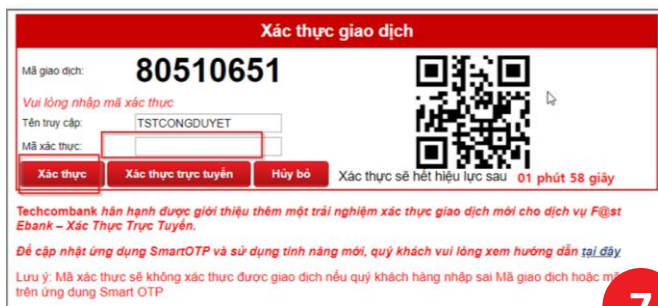 Xác thực giao dịch
Mã giao dịch: 80510651
Vui lòng nhập mã xác thực
Tên truy cập: TSTCONGDUYET
Mã xác thực:
Xác thực Xác thực trực tuyến Hủy bỏ Xác thực sẽ hết hiệu lực sau 01 phút 58 giây
Techcombank hân hạnh được giới thiệu thêm một trải nghiệm xác thực giao dịch mới cho dịch vụ F@st
Ebank – Xác Thực Trực Tuyến.
Để cập nhật ứng dụng SmartOTP và sử dụng tính năng mới, quý khách vui lòng xem hướng dẫn tại đây
Lưu ý: Mã xác thực sẽ không xác thực được giao dịch nếu quý khách hàng nhập sai Mã giao dịch hoặc
trên ứng dụng Smart OTP
7